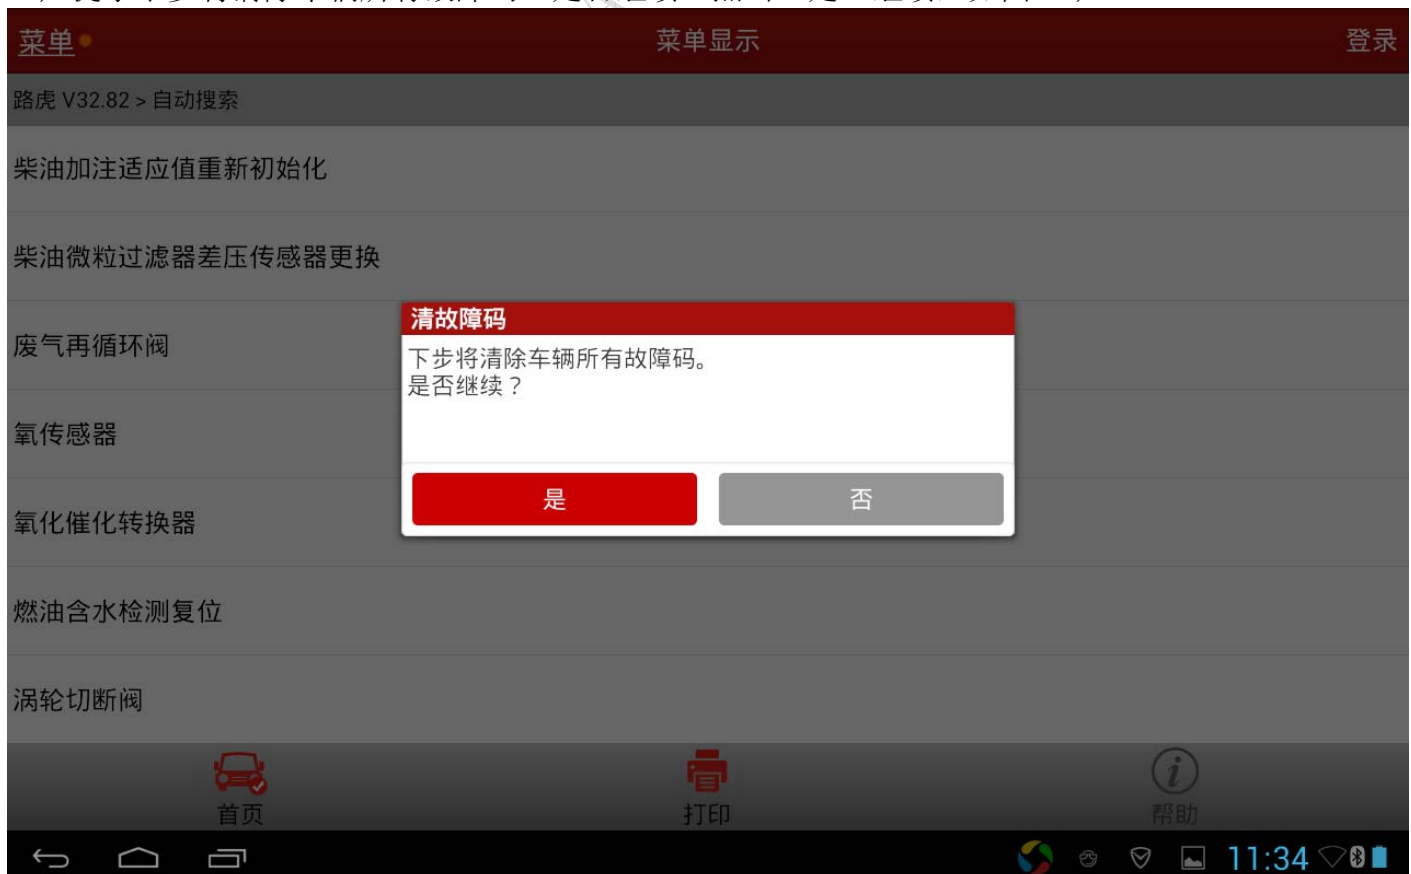 菜单
菜单显示
登录
路虎 V32.82 > 自动搜索
柴油加注适应值重新初始化
柴油微粒过滤器差压传感器更换
废气再循环阀
氧传感器
氧化催化转换器
燃油含水检测复位
涡轮切断阀
清故障码
下步将清除车辆所有故障码。
是否继续？
是
否
首页
打印
帮助
11:34